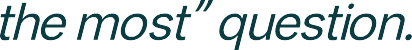 the most” question.